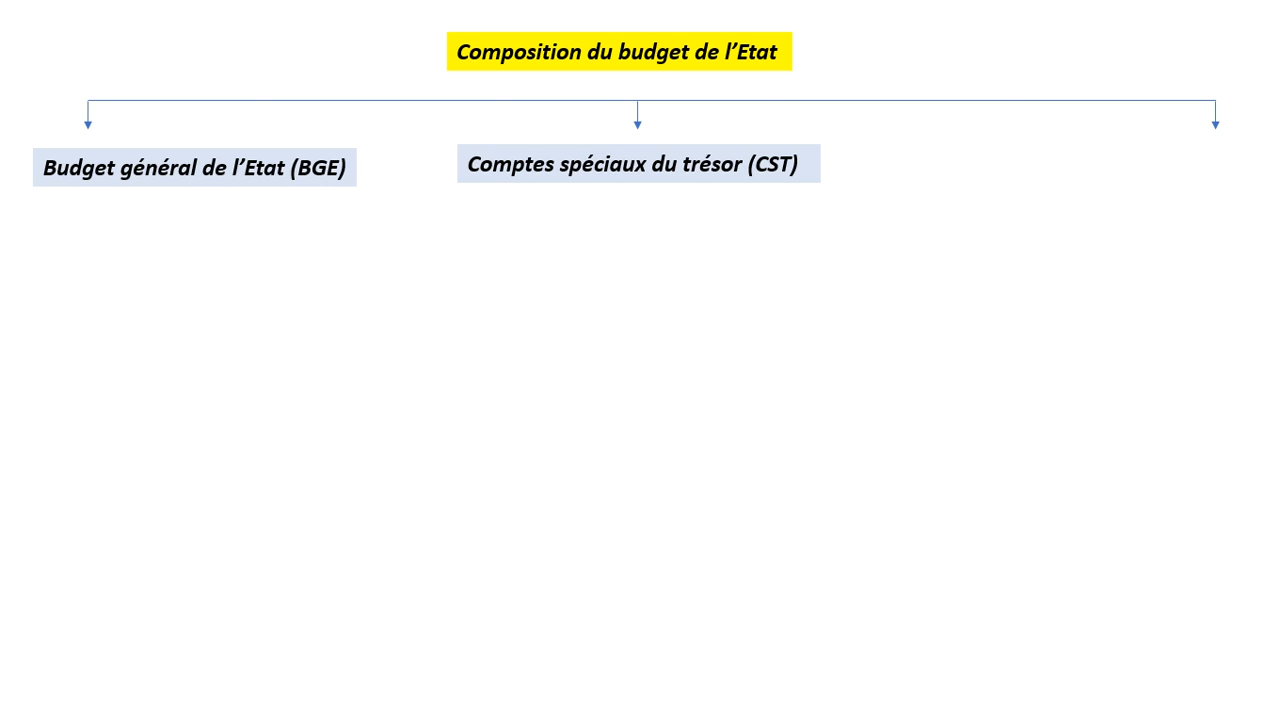 Composition du budget de l’Etat
Budget général de l’Etat (BGE)
Comptes spéciaux du trésor (CST)